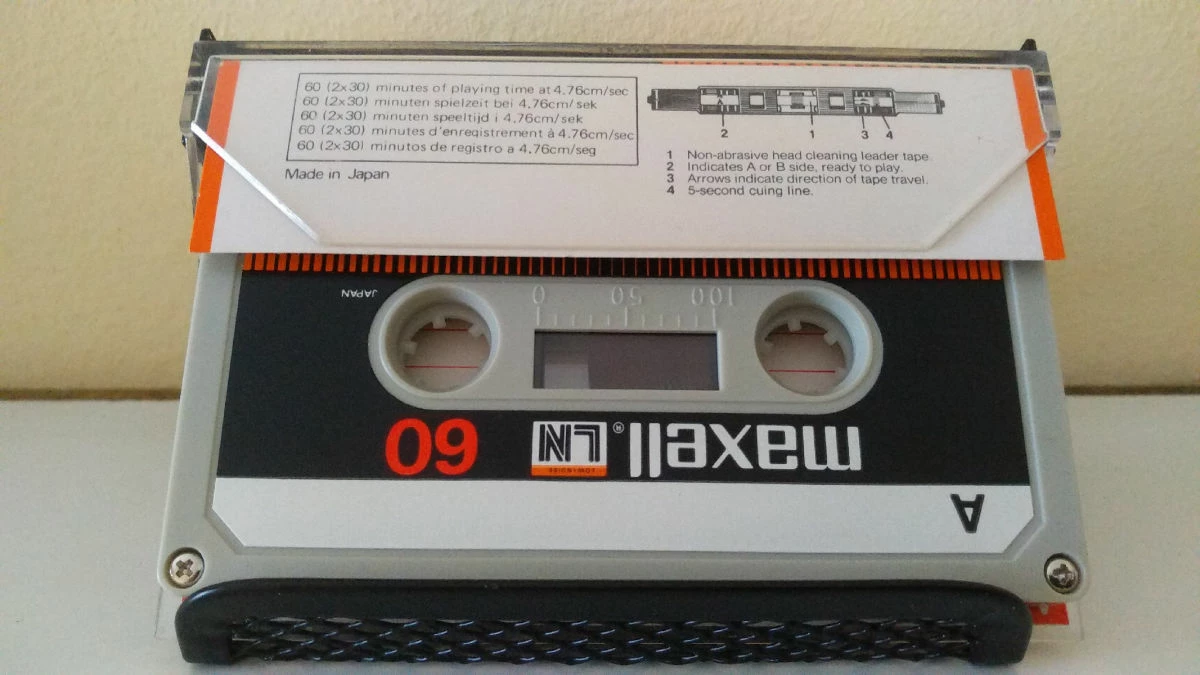 60 (2x30) minutes of playing time at 4.76cm/sec
60 (2x30) minuten spielzeit bei 4.76cm/sek
60 (2x30) minuten speeltijd i 4.76cm/sek
60 (2x30) minutes d'enregistrement à 4.76cm/sec
60 (2x30) minutos de registro a 4.76cm/seg
Made in Japan
2 1 3 4
1 Non-abrasive head cleaning leader tape.
2 Indicates A or B side, ready to play.
3 Arrows indicate direction of tape travel.
4 5-second cuing line.
A
maxell® LN 60
LOW NOISE
100 50 0
JAPAN